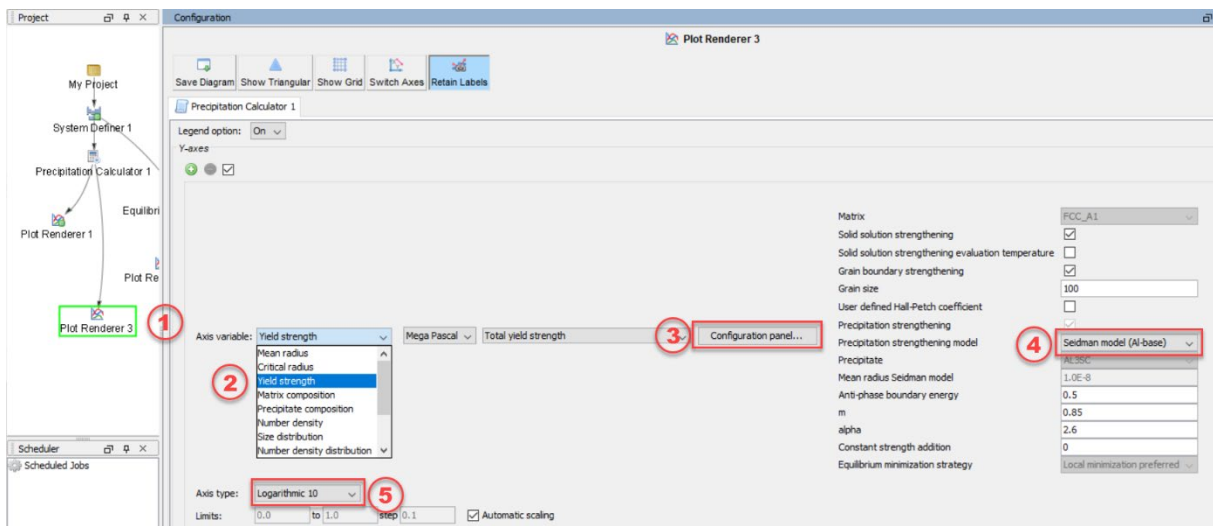 Project
Configuration
Plot Renderer 3
Save Diagram Show Triangular Show Grid Switch Axes Retain Labels
Precipitation Calculator 1
Legend option: On
Y-axes
My Project
System Definer 1
Precipitation Calculator 1
Equilibri
Plot Renderer 1
Plot Re
Plot Renderer 3
1
Axis variable: Yield strength Mega Pascal Total yield strength 3 Configuration panel...
Mean radius
Critical radius
Yield strength
Matrix composition
Precipitate composition
Number density
Size distribution
Number density distribution
2
Axis type: Logarithmic 10 5
Limits: 0.0 to 1.0 step 0.1 Automatic scaling
Matrix FCC_A1
Solid solution strengthening
Solid solution strengthening evaluation temperature
Grain boundary strengthening
Grain size 100
User defined Hall-Petch coefficient
Precipitation strengthening
Precipitation strengthening model 4 Seidman model (Al-base)
Precipitate AL3SC
Mean radius Seidman model 1.0E-8
Anti-phase boundary energy 0.5
m 0.85
alpha 2.6
Constant strength addition 0
Equilibrium minimization strategy Local minimization preferred
Scheduler
Scheduled Jobs